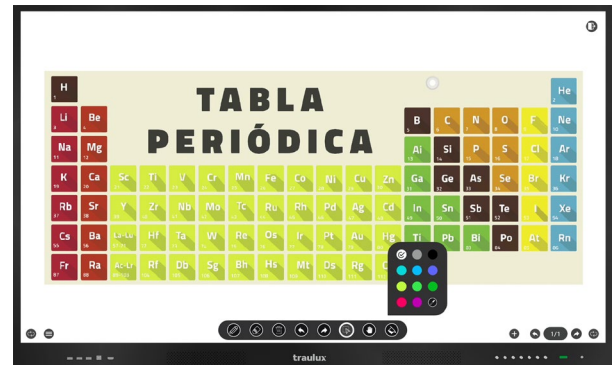 H He
TABLA
PERIÓDICA
Li Be B C N O F Ne
Na Mg Al Si P S Cl Ar
K Ca Sc Ti V Cr Mn Fe Co Ni Cu Zn Ga Ge As Se Br Kr
Rb Sr Y Zr Nb Mo Tc Ru Rh Pd Ag Cd In Sn Sb Te I Xe
Cs Ba La-Lu Hf Ta W Re Os Ir Pt Au Hg Tl Pb Bi Po At Rn
Fr Ra Ac-Lr Rf Db Sg Bh Hs Mt Ds Rg
1/1
traulux